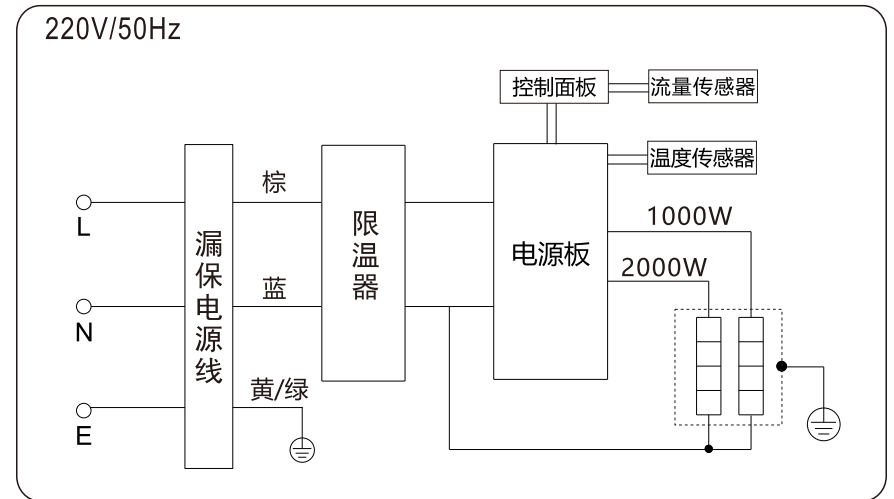 220V/50Hz
控制面板
流量传感器
温度传感器
棕
1000W
L
限温器
漏保电源线
电源板
2000W
蓝
N
黄/绿
E